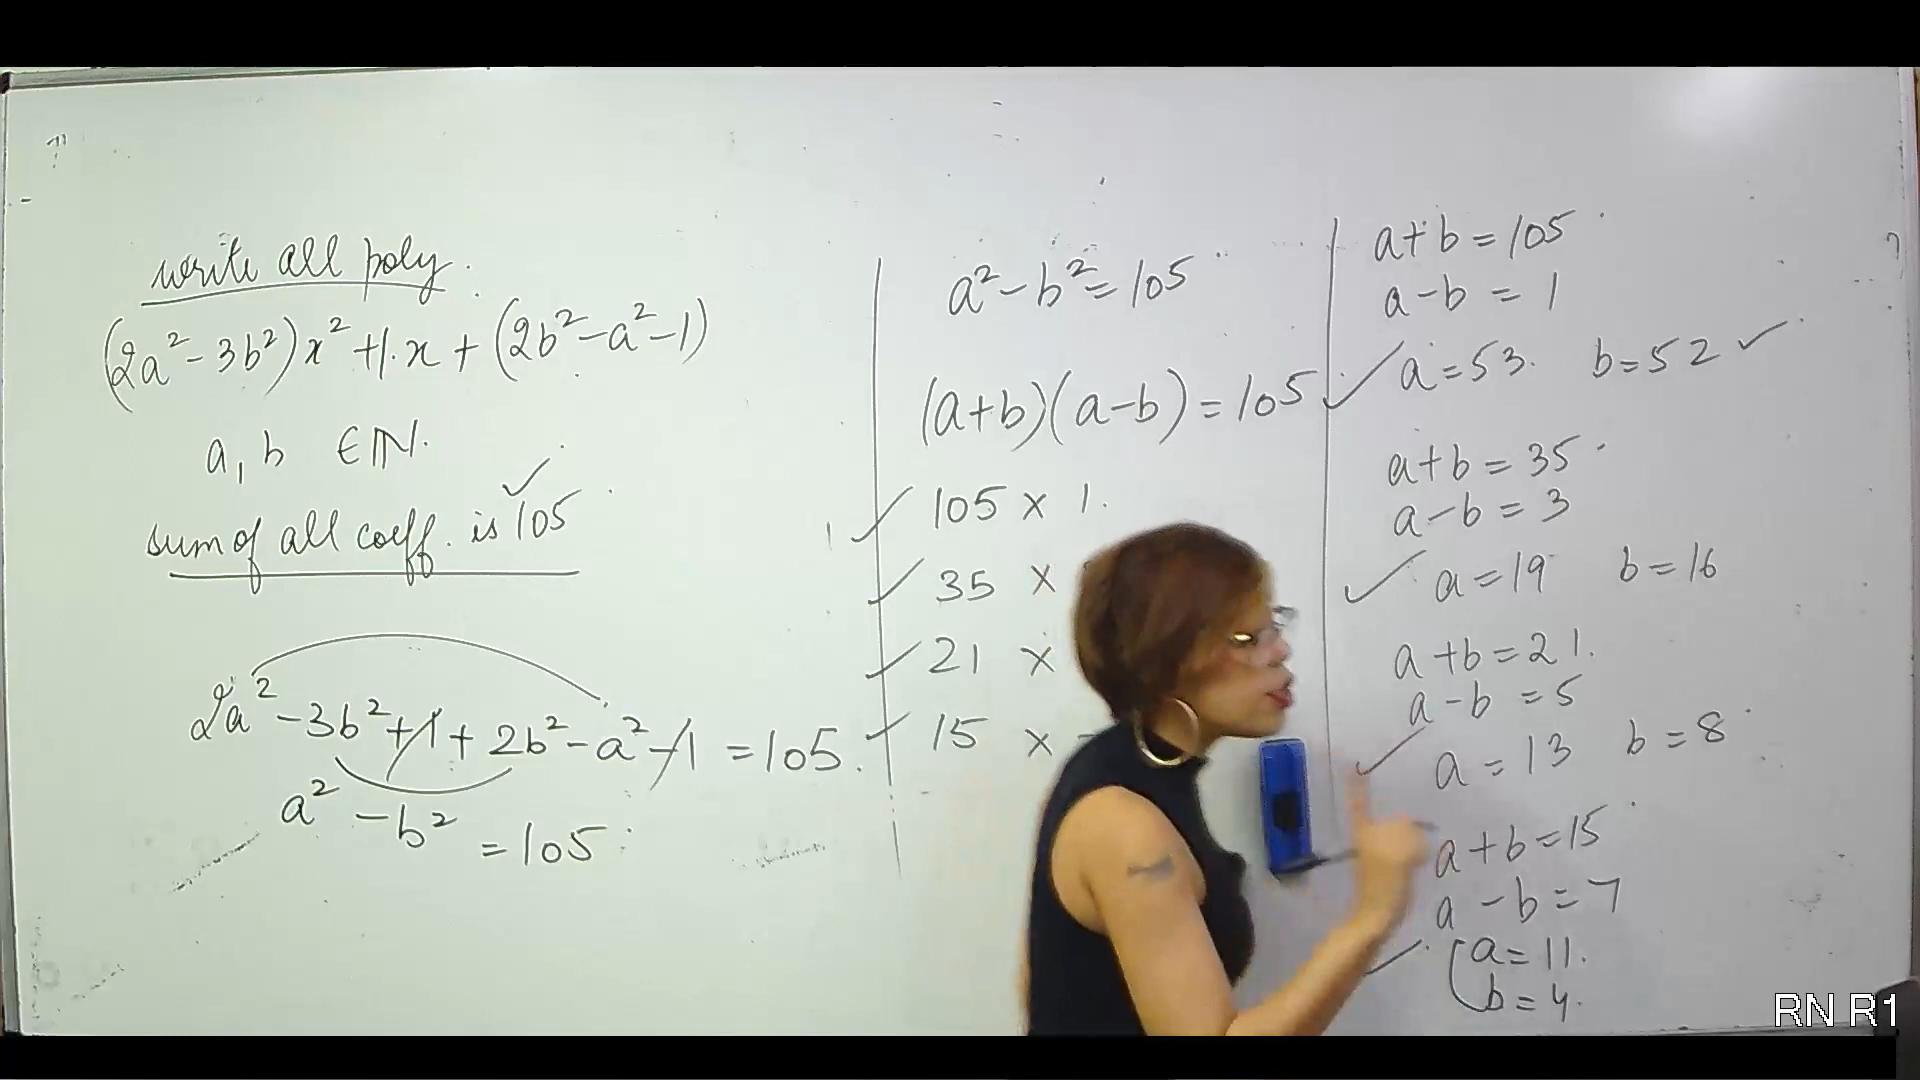 write all poly.
(2a²-3b²)x²+1.x+(2b²-a²-1)
a, b ∈ℕ.
sum of all coeff. is 105
2a²-3b²+1+2b²-a²-1=105.
a²-b²=105
a²-b²=105
(a+b)(a-b)=105
105 x 1.
35 x
21 x
15 x
a+b=105
a-b=1
a=53. b=52
a+b=35
a-b=3
a=19 b=16
a+b=21.
a-b=5
a=13 b=8
a+b=15
a-b=7
a=11.
b=4.
RN R1